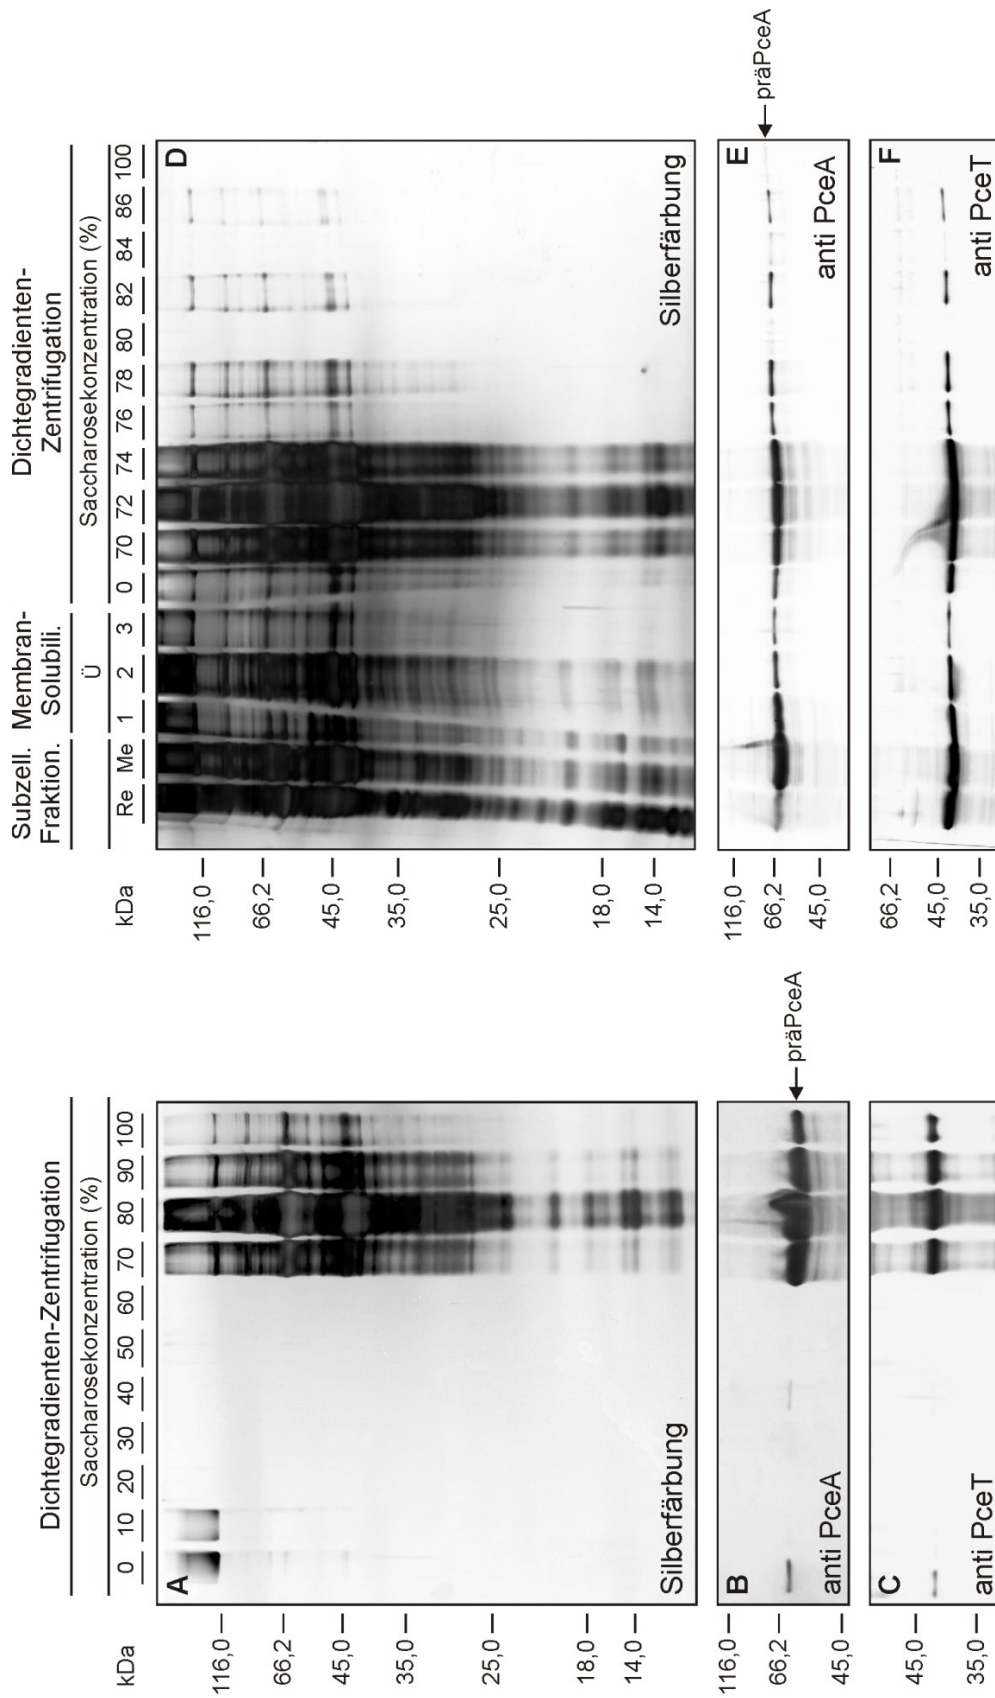 Dichtegradienten-Zentrifugation
Saccharosekonzentration (%)
kDa
0 10 20 30 40 50 60 70 80 90 100
A
116,0
66,2
45,0
35,0
25,0
18,0
14,0
Silberfärbung
B
116,0
66,2
45,0
präPceA
anti PceA
C
45,0
35,0
anti PceT
Subzell.
Fraktion.
Membran-
Solubili.
Dichtegradienten-
Zentrifugation
Ü
Saccharosekonzentration (%)
kDa
Re Me 1 2 3 0 70 72 74 76 78 80 82 84 86 100
D
116,0
66,2
45,0
35,0
25,0
18,0
14,0
Silberfärbung
E
116,0
66,2
45,0
präPceA
anti PceA
F
66,2
45,0
35,0
anti PceT